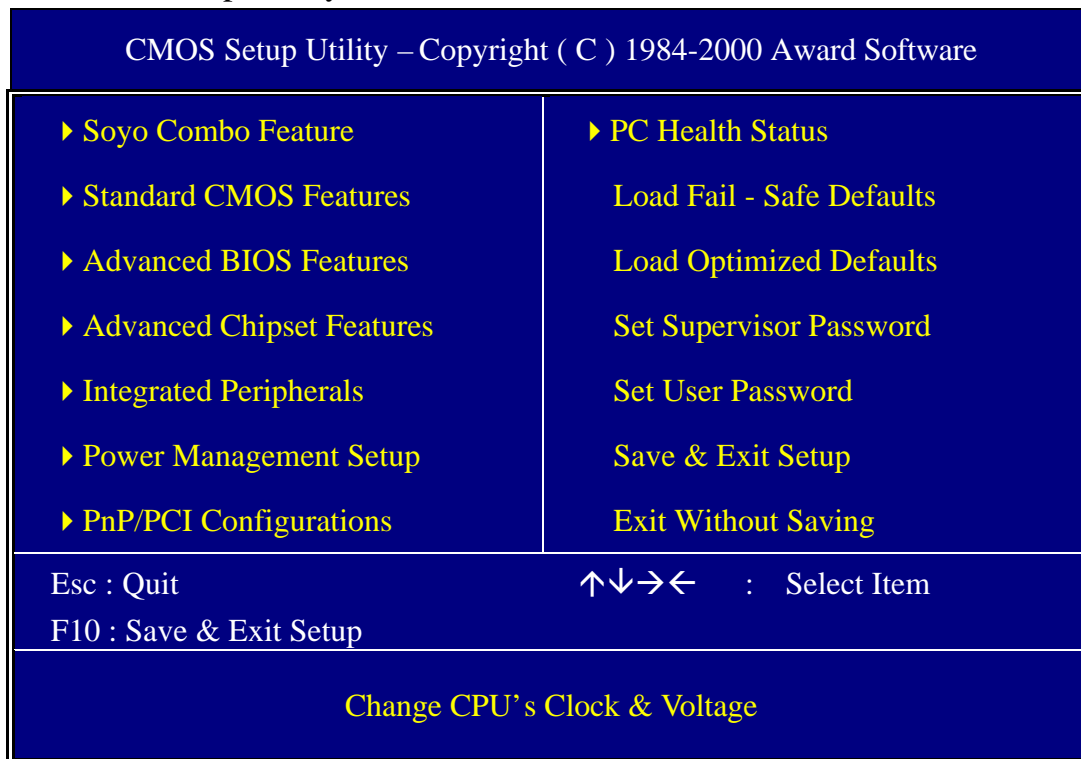 CMOS Setup Utility – Copyright ( C ) 1984-2000 Award Software
Soyo Combo Feature
Standard CMOS Features
Advanced BIOS Features
Advanced Chipset Features
Integrated Peripherals
Power Management Setup
PnP/PCI Configurations
PC Health Status
Load Fail - Safe Defaults
Load Optimized Defaults
Set Supervisor Password
Set User Password
Save & Exit Setup
Exit Without Saving
Esc : Quit
↑↓→← : Select Item
F10 : Save & Exit Setup
Change CPU's Clock & Voltage